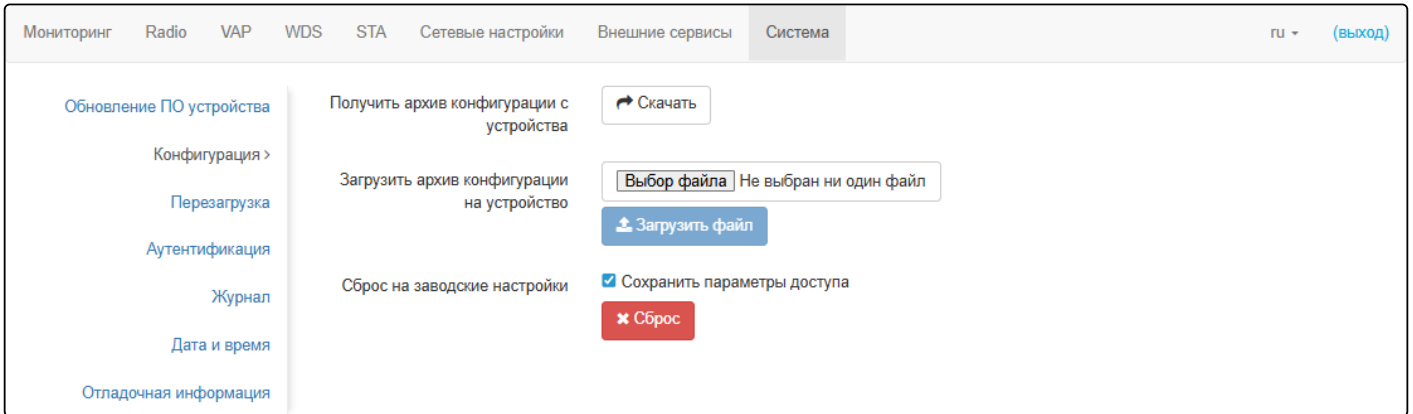 Мониторинг Radio VAP WDS STA Сетевые настройки Внешние сервисы Система ru (выход)
Обновление ПО устройства
Конфигурация >
Перезагрузка
Аутентификация
Журнал
Дата и время
Отладочная информация
Получить архив конфигурации с
устройства
Скачать
Загрузить архив конфигурации
на устройство
Выбор файла Не выбран ни один файл
Загрузить файл
Сброс на заводские настройки
Сохранить параметры доступа
Сброс